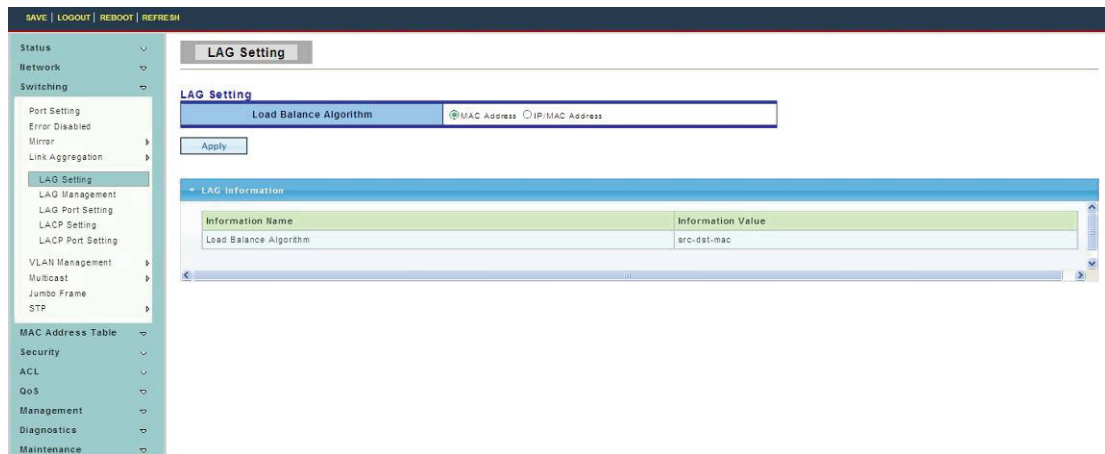 SAVE | LOGOUT | REBOOT | REFRESH
Status
Network
Switching
Port Setting
Error Disabled
Mirror
Link Aggregation
LAG Setting
LAG Management
LAG Port Setting
LACP Setting
LACP Port Setting
VLAN Management
Multicast
Jumbo Frame
STP
MAC Address Table
Security
ACL
QoS
Management
Diagnostics
Maintenance
LAG Setting
LAG Setting
Load Balance Algorithm MAC Address IP/MAC Address
Apply
LAG Information
Information Name Information Value
Load Balance Algorithm src-dst-mac